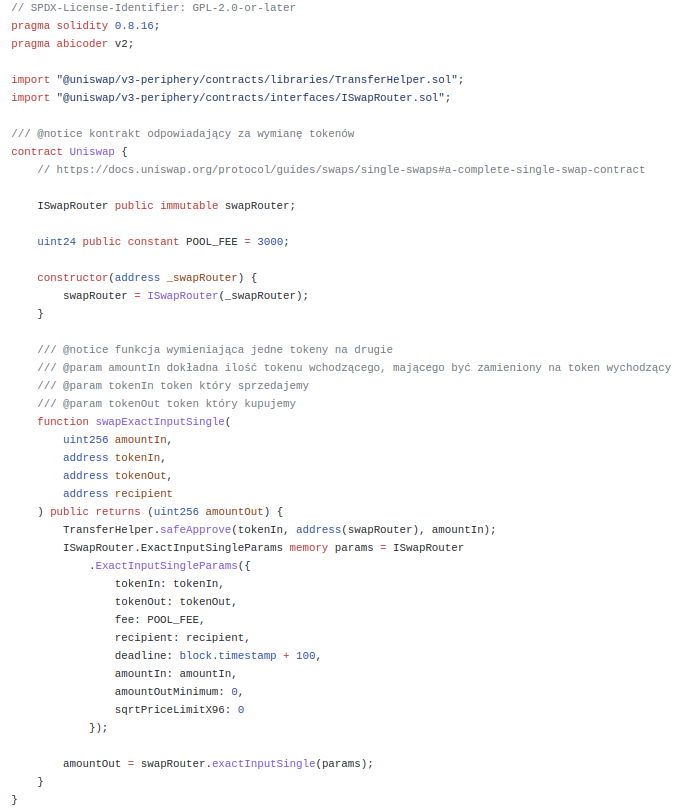 // SPDX-License-Identifier: GPL-2.0-or-later
pragma solidity 0.8.16;
pragma abicoder v2;

import "@uniswap/v3-periphery/contracts/libraries/TransferHelper.sol";
import "@uniswap/v3-periphery/contracts/interfaces/ISwapRouter.sol";

/// @notice kontrakt odpowiadający za wymianę tokenów
contract Uniswap {
    // https://docs.uniswap.org/protocol/guides/swaps/single-swaps#a-complete-single-swap-contract

    ISwapRouter public immutable swapRouter;

    uint24 public constant POOL_FEE = 3000;

    constructor(address _swapRouter) {
        swapRouter = ISwapRouter(_swapRouter);
    }

    /// @notice funkcja wymieniająca jedne tokeny na drugie
    /// @param amountIn dokładna ilość tokenu wchodzącego, mającego być zamieniony na token wychodzący
    /// @param tokenIn token który sprzedajemy
    /// @param tokenOut token który kupujemy
    function swapExactInputSingle(
        uint256 amountIn,
        address tokenIn,
        address tokenOut,
        address recipient
    ) public returns (uint256 amountOut) {
        TransferHelper.safeApprove(tokenIn, address(swapRouter), amountIn);
        ISwapRouter.ExactInputSingleParams memory params = ISwapRouter
            .ExactInputSingleParams({
                tokenIn: tokenIn,
                tokenOut: tokenOut,
                fee: POOL_FEE,
                recipient: recipient,
                deadline: block.timestamp + 100,
                amountIn: amountIn,
                amountOutMinimum: 0,
                sqrtPriceLimitX96: 0
            });

        amountOut = swapRouter.exactInputSingle(params);
    }
}